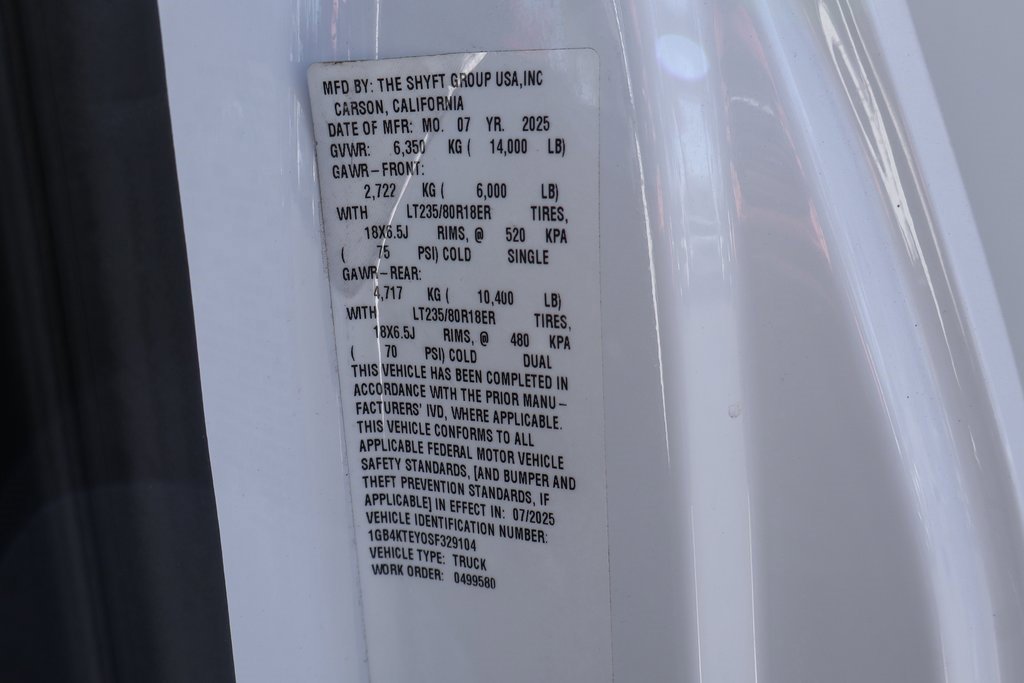 MFD BY: THE SHYFT GROUP USA,INC
CARSON, CALIFORNIA
DATE OF MFR: MO. 07 YR. 2025
GVWR: 6,350 KG ( 14,000 LB)
GAWR-FRONT:
2,722 KG ( 6,000 LB)
WITH LT235/80R18ER TIRES,
18X6.5J RIMS, @ 520 KPA
( 75 PSI) COLD SINGLE
GAWR-REAR:
4,717 KG ( 10,400 LB)
WITH LT235/80R18ER TIRES,
18X6.5J RIMS, @ 480 KPA
( 70 PSI) COLD DUAL
THIS VEHICLE HAS BEEN COMPLETED IN
ACCORDANCE WITH THE PRIOR MANU-
FACTURERS' IVD, WHERE APPLICABLE.
THIS VEHICLE CONFORMS TO ALL
APPLICABLE FEDERAL MOTOR VEHICLE
SAFETY STANDARDS, [AND BUMPER AND
THEFT PREVENTION STANDARDS, IF
APPLICABLE] IN EFFECT IN: 07/2025
VEHICLE IDENTIFICATION NUMBER:
1GB4KTEY0SF329104
VEHICLE TYPE: TRUCK
WORK ORDER: 0499580